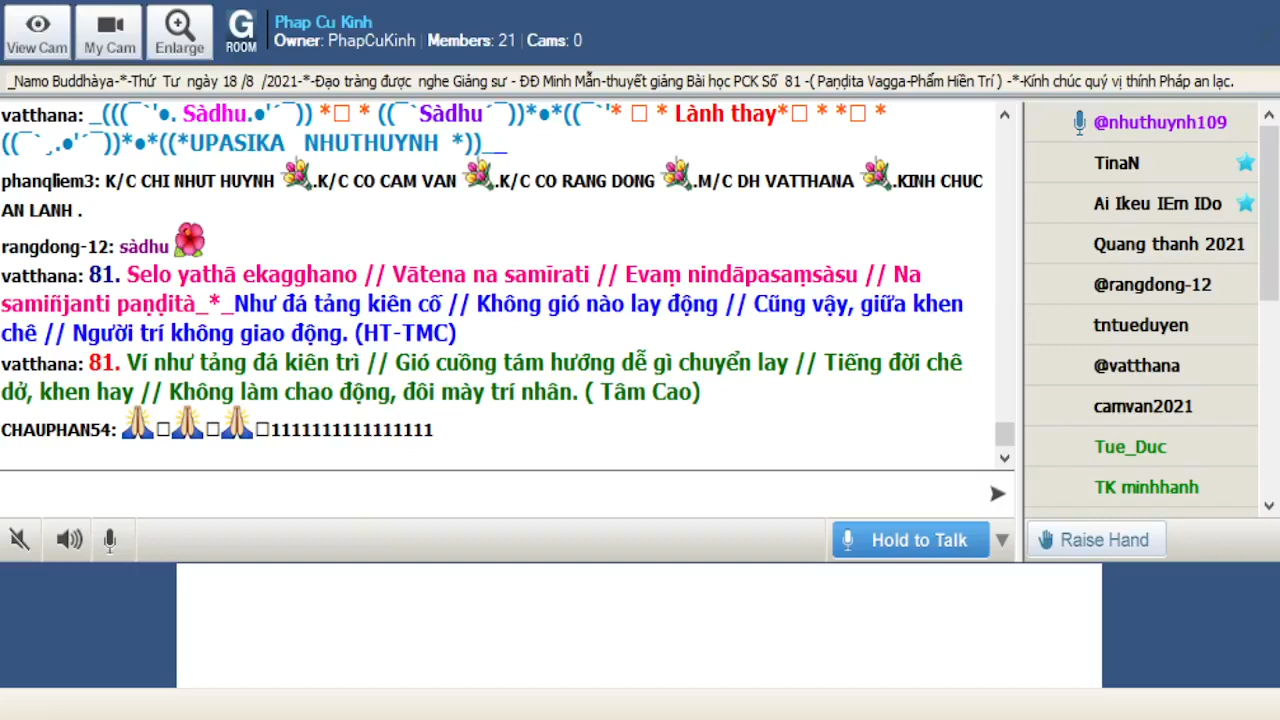 View Cam
My Cam
Enlarge
G
ROOM
Phap Cu Kinh
Owner: PhapCuKinh | Members: 21 | Cams: 0
_Namo Buddhàya-*-Thứ Tư ngày 18 /8 /2021-*-Đạo tràng được nghe Giảng sư - ĐĐ Minh Mẫn-thuyết giảng Bài học PCK Số 81 -( Paṇḍita Vagga-Phẩm Hiền Trí ) -*-Kính chúc quý vị thính Pháp an lạc.
vatthana: _(((¯`'•. Sàdhu.•'´¯)) *□ * ((¯`Sàdhu´¯))*•*((¯`'* □ * Lành thay*□ * *□ *
((¯`¸.•'´¯))*•*((*UPASIKA NHUTHUYNH *))__
phanqliem3: K/C CHI NHUT HUYNH .K/C CO CAM VAN .K/C CO RANG DONG .M/C DH VATTHANA .KINH CHUC
AN LANH .
rangdong-12: sàdhu
vatthana: 81. Selo yathā ekagghano // Vātena na samīrati // Evaṃ nindāpasaṃsàsu // Na
samiñjanti paṇḍità_*_Như đá tảng kiên cố // Không gió nào lay động // Cũng vậy, giữa khen
chê // Người trí không giao động. (HT-TMC)
vatthana: 81. Ví như tảng đá kiên trì // Gió cuồng tám hướng dễ gì chuyển lay // Tiếng đời chê
dở, khen hay // Không làm chao động, đôi mày trí nhân. ( Tâm Cao)
CHAUPHAN54: 🙏□🙏□🙏□1111111111111111
@nhuthuynh109
TinaN
Ai Ikeu IEm IDo
Quang thanh 2021
@rangdong-12
tntueduyen
@vatthana
camvan2021
Tue_Duc
TK minhhanh
Hold to Talk
Raise Hand